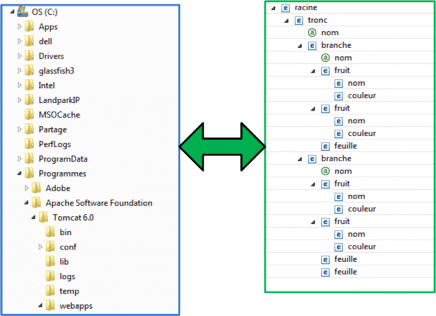 OS (C:)
Apps
dell
Drivers
glassfish3
Intel
LandparkIP
MSOCache
Partage
PerfLogs
ProgramData
Programmes
Adobe
Apache Software Foundation
Tomcat 6.0
bin
conf
lib
logs
temp
webapps
e racine
e tronc
a nom
e branche
e fruit
e nom
e couleur
e fruit
e nom
e couleur
e feuille
e branche
a nom
e fruit
e nom
e couleur
e fruit
e nom
e couleur
e feuille
e feuille